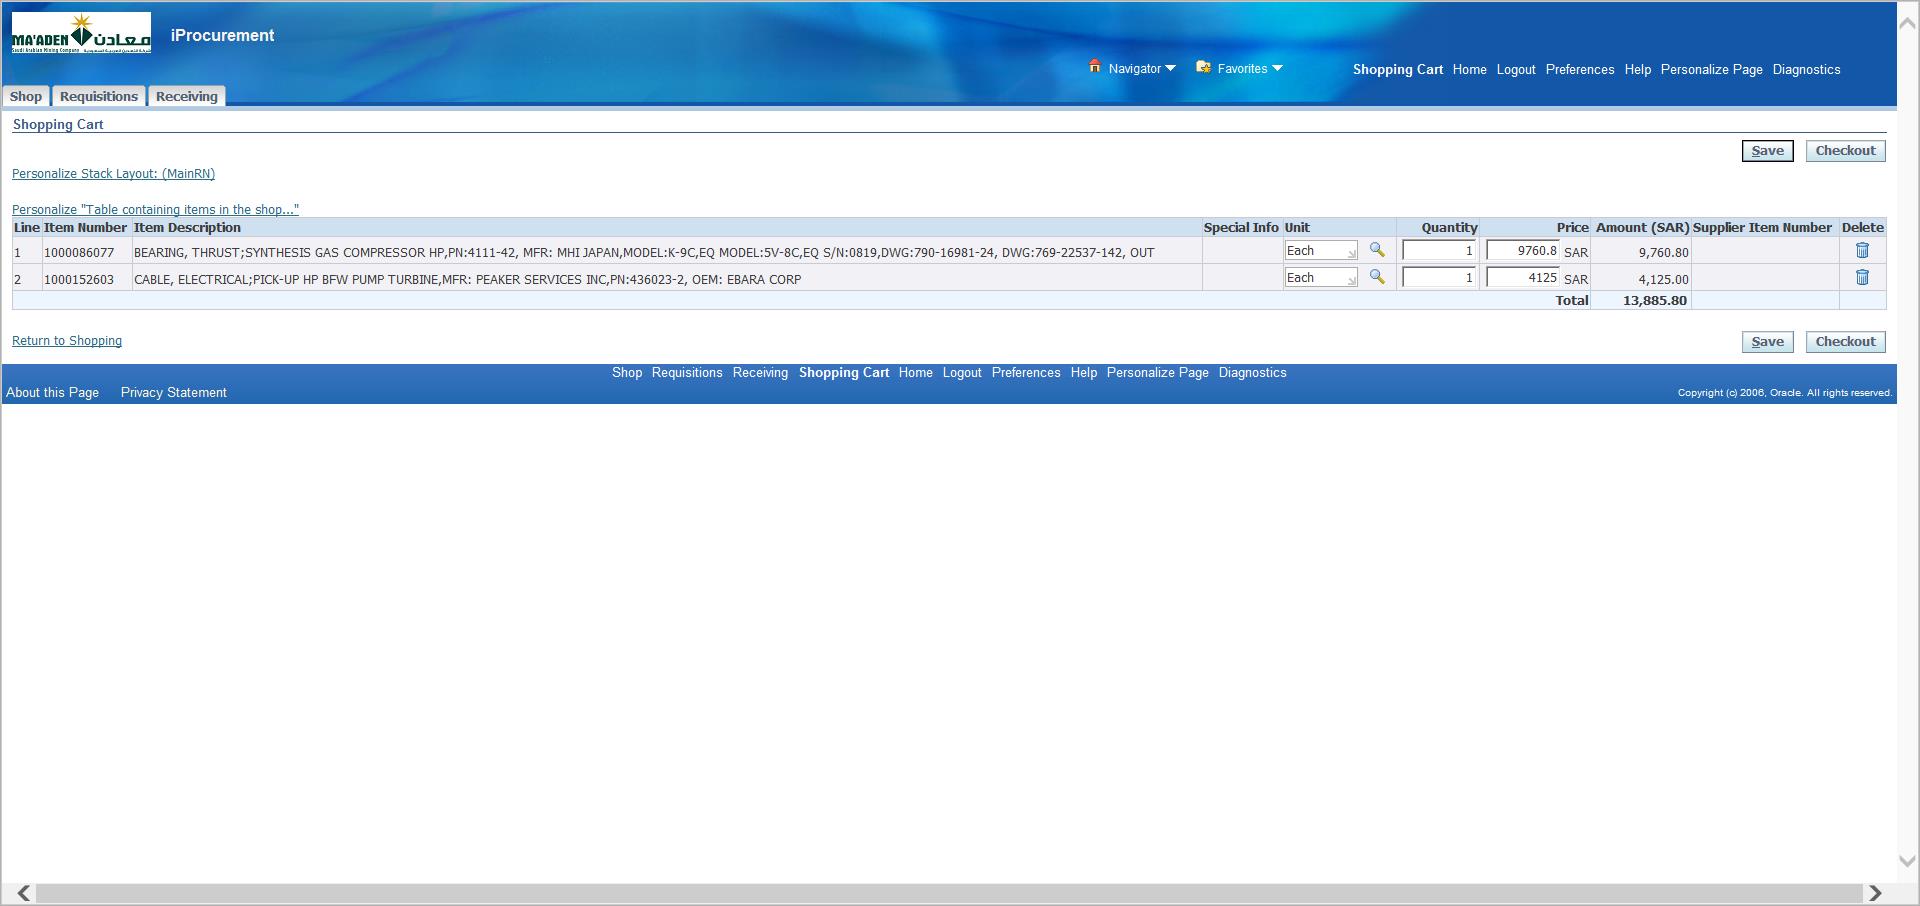 MA'ADEN معادن
Saudi Arabian Mining Company
iProcurement
Navigator Favorites Shopping Cart Home Logout Preferences Help Personalize Page Diagnostics
Shop Requisitions Receiving
Shopping Cart
Save Checkout
Personalize Stack Layout: (MainRN)
Personalize "Table containing items in the shop..."
Line Item Number Item Description Special Info Unit Quantity Price Amount (SAR) Supplier Item Number Delete
1 1000086077 BEARING, THRUST;SYNTHESIS GAS COMPRESSOR HP,PN:4111-42, MFR: MHI JAPAN,MODEL:K-9C,EQ MODEL:5V-8C,EQ S/N:0819,DWG:790-16981-24, DWG:769-22537-142, OUT Each 1 9760.8 SAR 9,760.80
2 1000152603 CABLE, ELECTRICAL;PICK-UP HP BFW PUMP TURBINE,MFR: PEAKER SERVICES INC,PN:436023-2, OEM: EBARA CORP Each 1 4125 SAR 4,125.00
Total 13,885.80
Return to Shopping Save Checkout
Shop Requisitions Receiving Shopping Cart Home Logout Preferences Help Personalize Page Diagnostics
About this Page Privacy Statement Copyright (c) 2006, Oracle. All rights reserved.